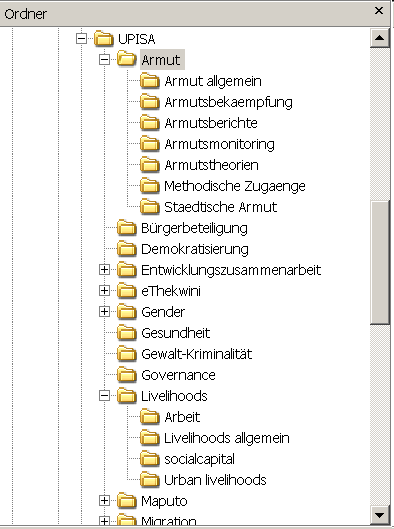 Ordner
UPISA
Armut
Armut allgemein
Armutsbekaempfung
Armutsberichte
Armutsmonitoring
Armutstheorien
Methodische Zugaenge
Staedtische Armut
Bürgerbeteiligung
Demokratisierung
Entwicklungszusammenarbeit
eThekwini
Gender
Gesundheit
Gewalt-Kriminalität
Governance
Livelihoods
Arbeit
Livelihoods allgemein
socialcapital
Urban livelihoods
Maputo
Migration